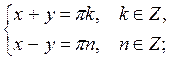 x + y = πk, k ∈ Z,
x − y = πn, n ∈ Z;